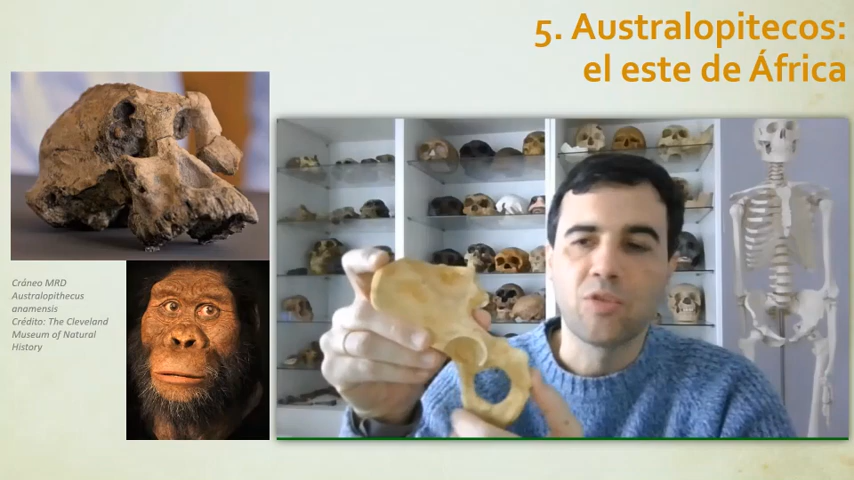 5. Australopitecos:
el este de África
Cráneo MRD
Australopithecus
anamensis
Crédito: The Cleveland
Museum of Natural
History